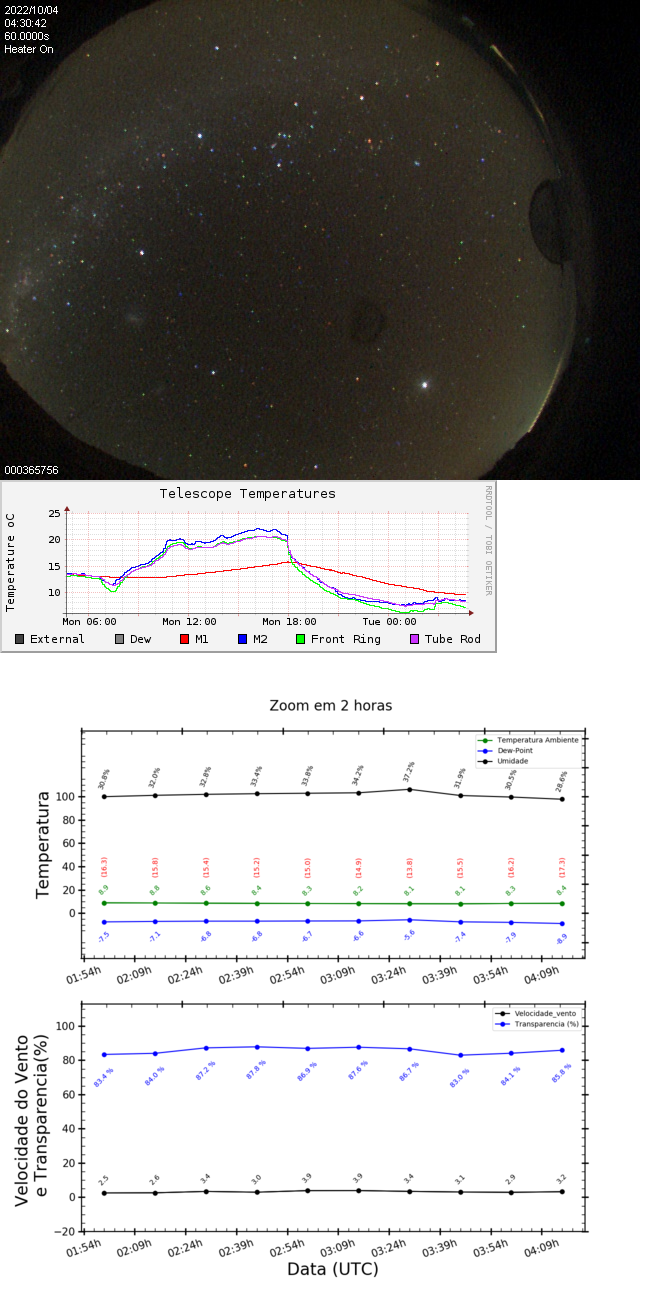 2022/10/04
04:30:42
60.0000s
Heater On
000365756
Telescope Temperatures
RRDTOOL / TOBI OETIKER
Temperature oC
25
20
15
10
Mon 06:00 Mon 12:00 Mon 18:00 Tue 00:00
External Dew M1 M2 Front Ring Tube Rod
Zoom em 2 horas
Temperatura Ambiente
Dew-Point
Umidade
Temperatura
100
80
60
40
20
0
30.8% 32.0% 32.8% 33.4% 33.8% 34.2% 37.2% 31.9% 30.5% 28.6%
(16.3) (15.8) (15.4) (15.2) (15.0) (14.9) (13.8) (15.5) (16.2) (17.3)
8.9 8.8 8.6 8.4 8.3 8.2 8.1 8.1 8.3 8.4
-7.5 -7.1 -6.8 -6.8 -6.7 -6.6 -5.6 -7.4 -7.9 -8.9
01:54h 02:09h 02:24h 02:39h 02:54h 03:09h 03:24h 03:39h 03:54h 04:09h
Velocidade_vento
Transparencia (%)
Velocidade do Vento
e Transparencia(%)
100
80
60
40
20
0
−20
83.4 % 84.0 % 87.2 % 87.8 % 86.9 % 87.6 % 86.7 % 83.0 % 84.1 % 85.8 %
2.5 2.6 3.4 3.0 3.9 3.9 3.4 3.1 2.9 3.2
01:54h 02:09h 02:24h 02:39h 02:54h 03:09h 03:24h 03:39h 03:54h 04:09h
Data (UTC)